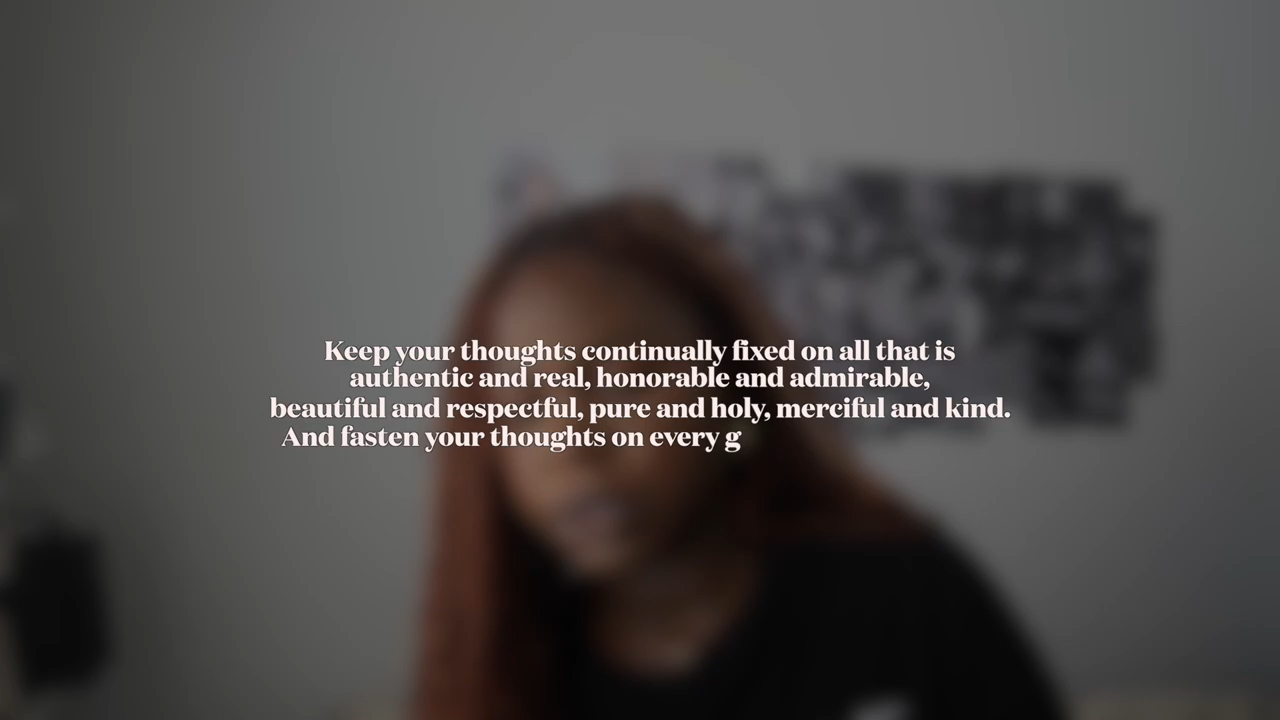 Keep your thoughts continually fixed on all that is
authentic and real, honorable and admirable,
beautiful and respectful, pure and holy, merciful and kind.
And fasten your thoughts on every g